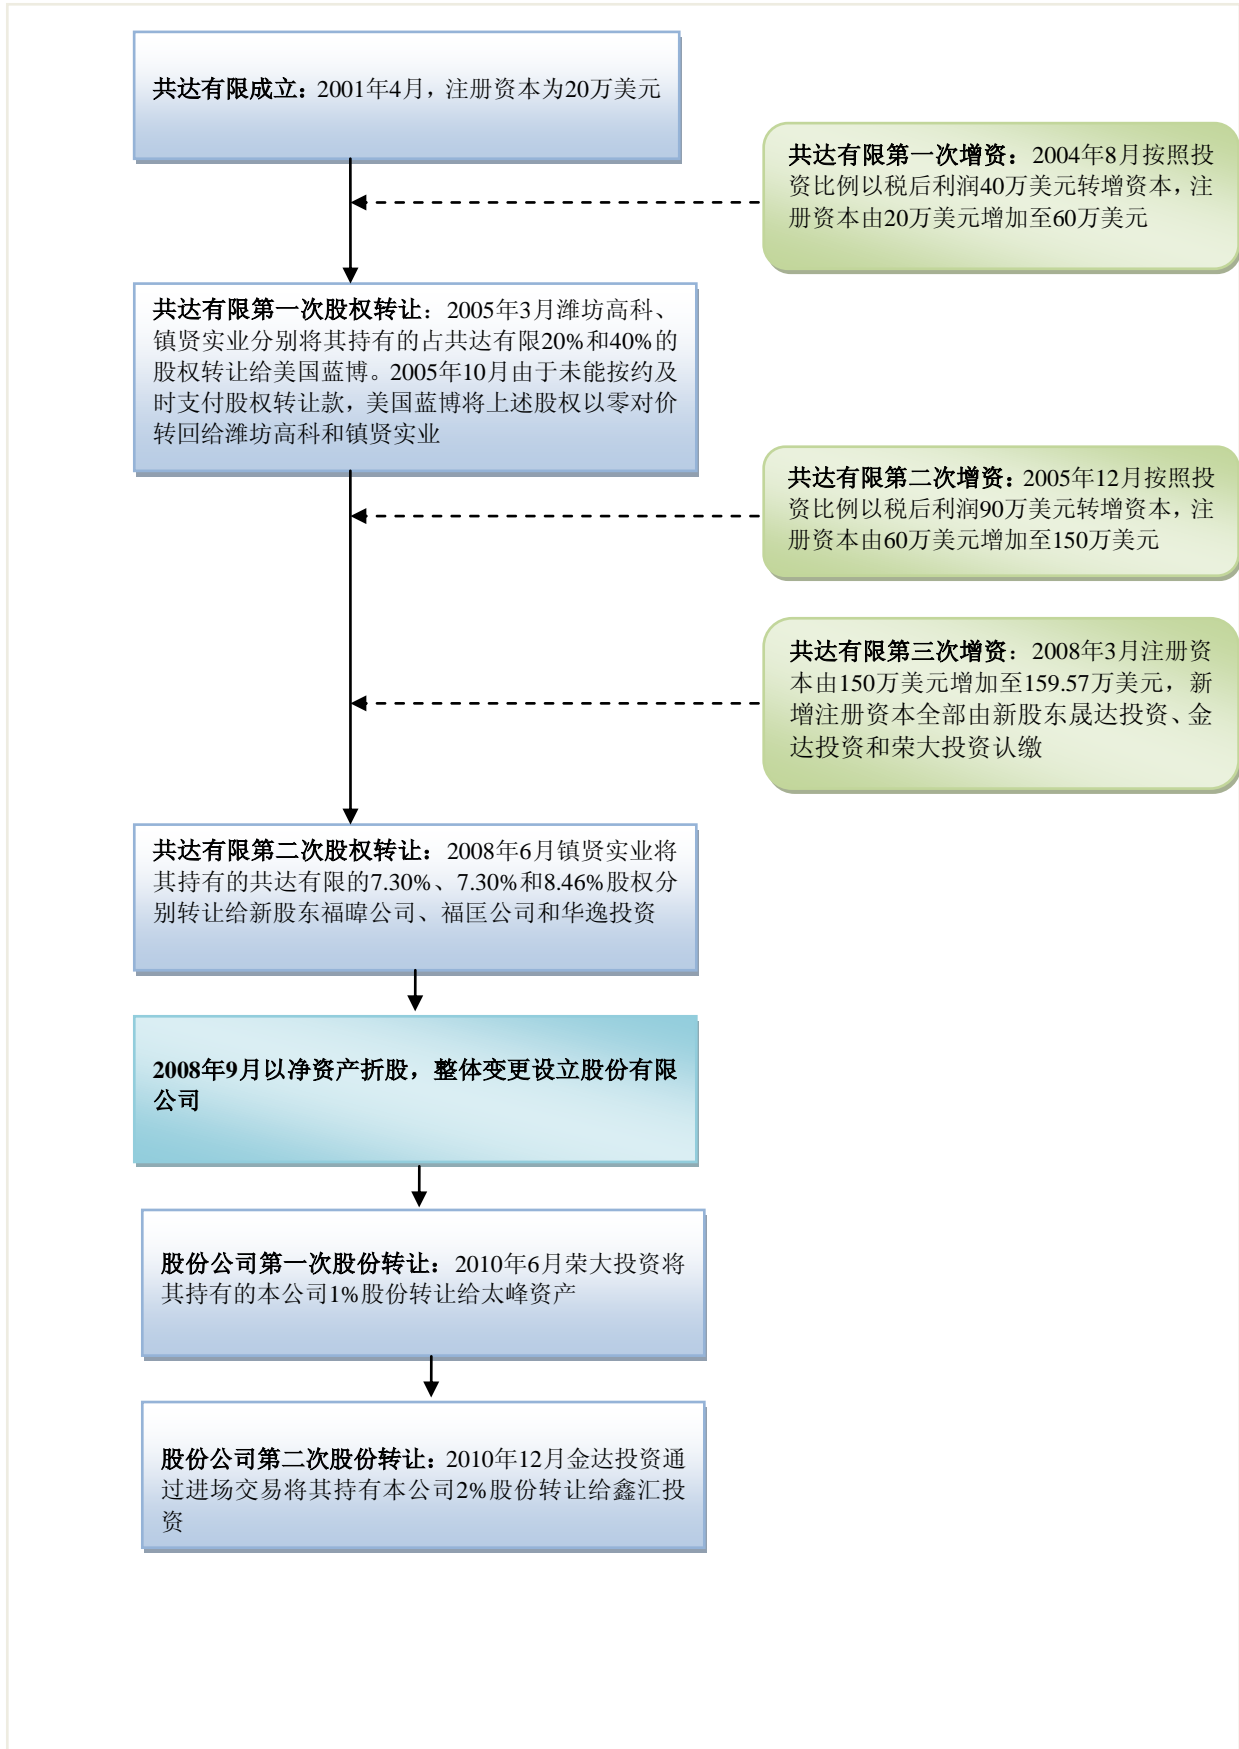 共达有限成立：2001年4月，注册资本为20万美元
共达有限第一次增资：2004年8月按照投
资比例以税后利润40万美元转增资本，注
册资本由20万美元增加至60万美元
共达有限第一次股权转让：2005年3月潍坊高科、
镇贤实业分别将其持有的占共达有限20%和40%的
股权转让给美国蓝博。2005年10月由于未能按约及
时支付股权转让款，美国蓝博将上述股权以零对价
转回给潍坊高科和镇贤实业
共达有限第二次增资：2005年12月按照投
资比例以税后利润90万美元转增资本，注
册资本由60万美元增加至150万美元
共达有限第三次增资：2008年3月注册资
本由150万美元增加至159.57万美元，新
增注册资本全部由新股东晟达投资、金
达投资和荣大投资认缴
共达有限第二次股权转让：2008年6月镇贤实业将
其持有的共达有限的7.30%、7.30%和8.46%股权分
别转让给新股东福暐公司、福匡公司和华逸投资
2008年9月以净资产折股，整体变更设立股份有限
公司
股份公司第一次股份转让：2010年6月荣大投资将
其持有的本公司1%股份转让给太峰资产
股份公司第二次股份转让：2010年12月金达投资通
过进场交易将其持有本公司2%股份转让给鑫汇投
资